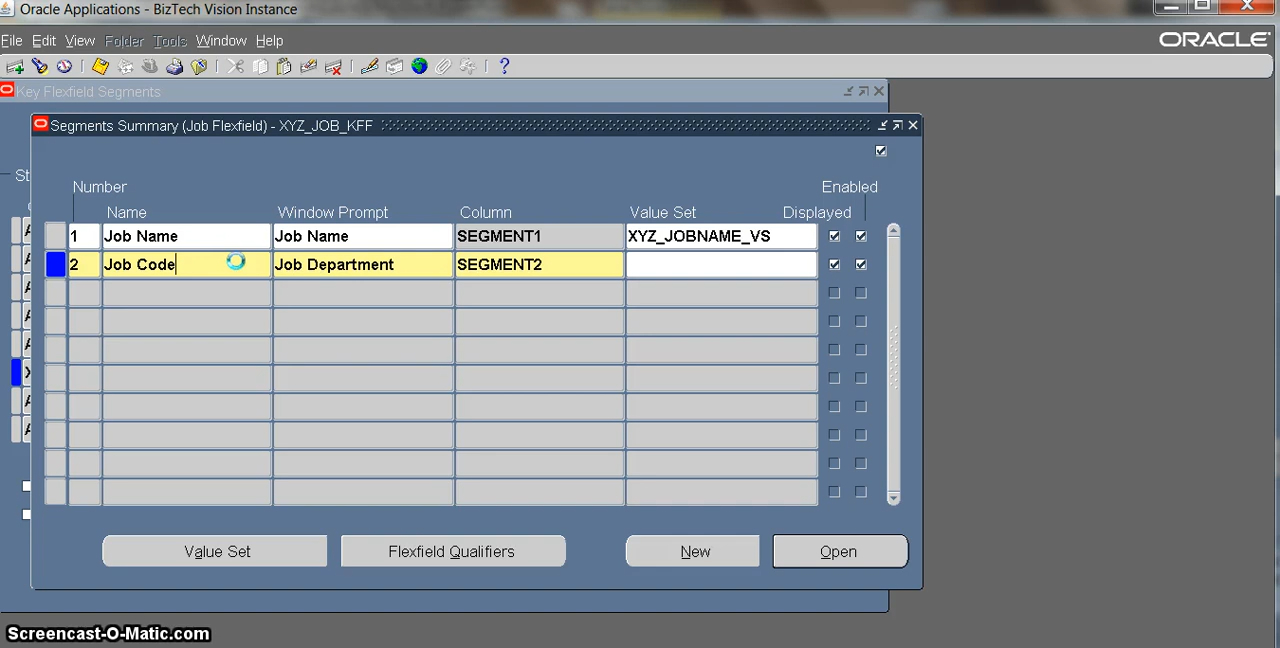 Oracle Applications - BizTech Vision Instance
File Edit View Folder Tools Window Help
ORACLE
Key Flexfield Segments
Segments Summary (Job Flexfield) - XYZ_JOB_KFF
St
Number
Enabled
Name Window Prompt Column Value Set Displayed
1 Job Name Job Name SEGMENT1 XYZ_JOBNAME_VS
2 Job Code Job Department SEGMENT2
Value Set Flexfield Qualifiers New Open
Screencast-O-Matic.com